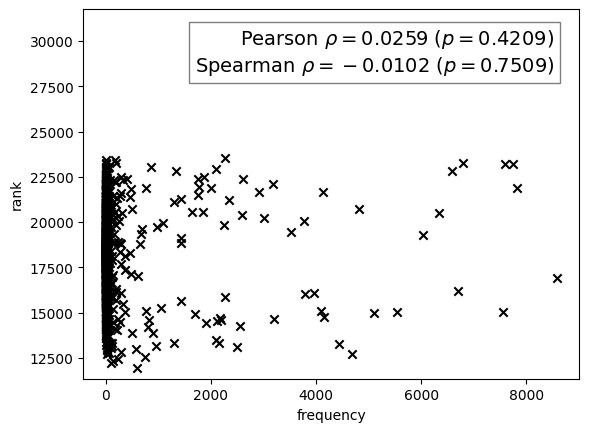 Pearson ρ = 0.0259 (p = 0.4209)
Spearman ρ = −0.0102 (p = 0.7509)
30000
27500
25000
22500
20000
17500
15000
12500
rank
0 2000 4000 6000 8000
frequency